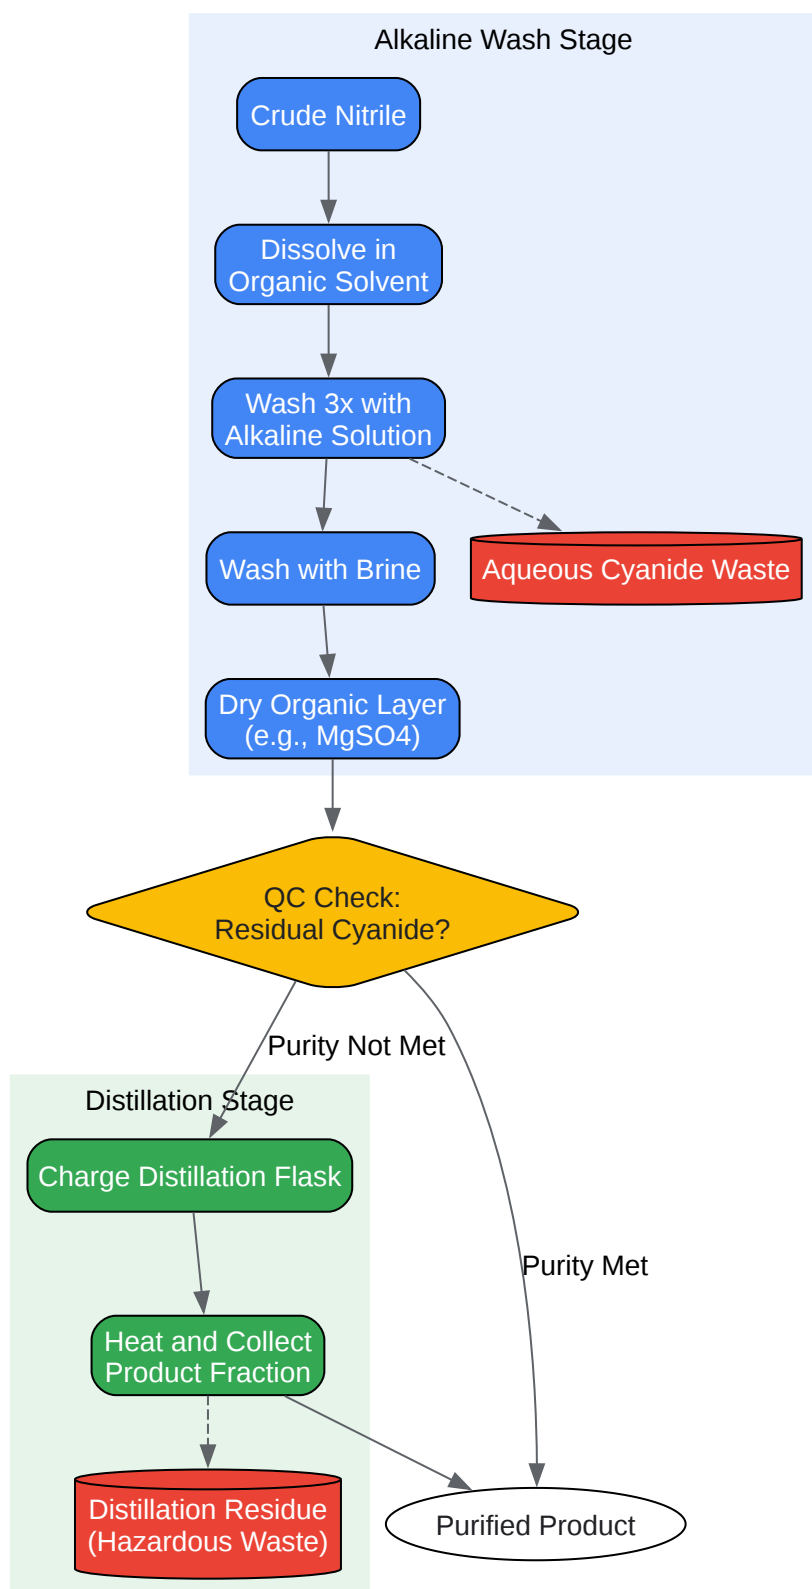 Alkaline Wash Stage
Crude Nitrile
Dissolve in
Organic Solvent
Wash 3x with
Alkaline Solution
Wash with Brine
Aqueous Cyanide Waste
Dry Organic Layer
(e.g., MgSO4)
QC Check:
Residual Cyanide?
Purity Not Met
Distillation Stage
Charge Distillation Flask
Purity Met
Heat and Collect
Product Fraction
Distillation Residue
(Hazardous Waste)
Purified Product